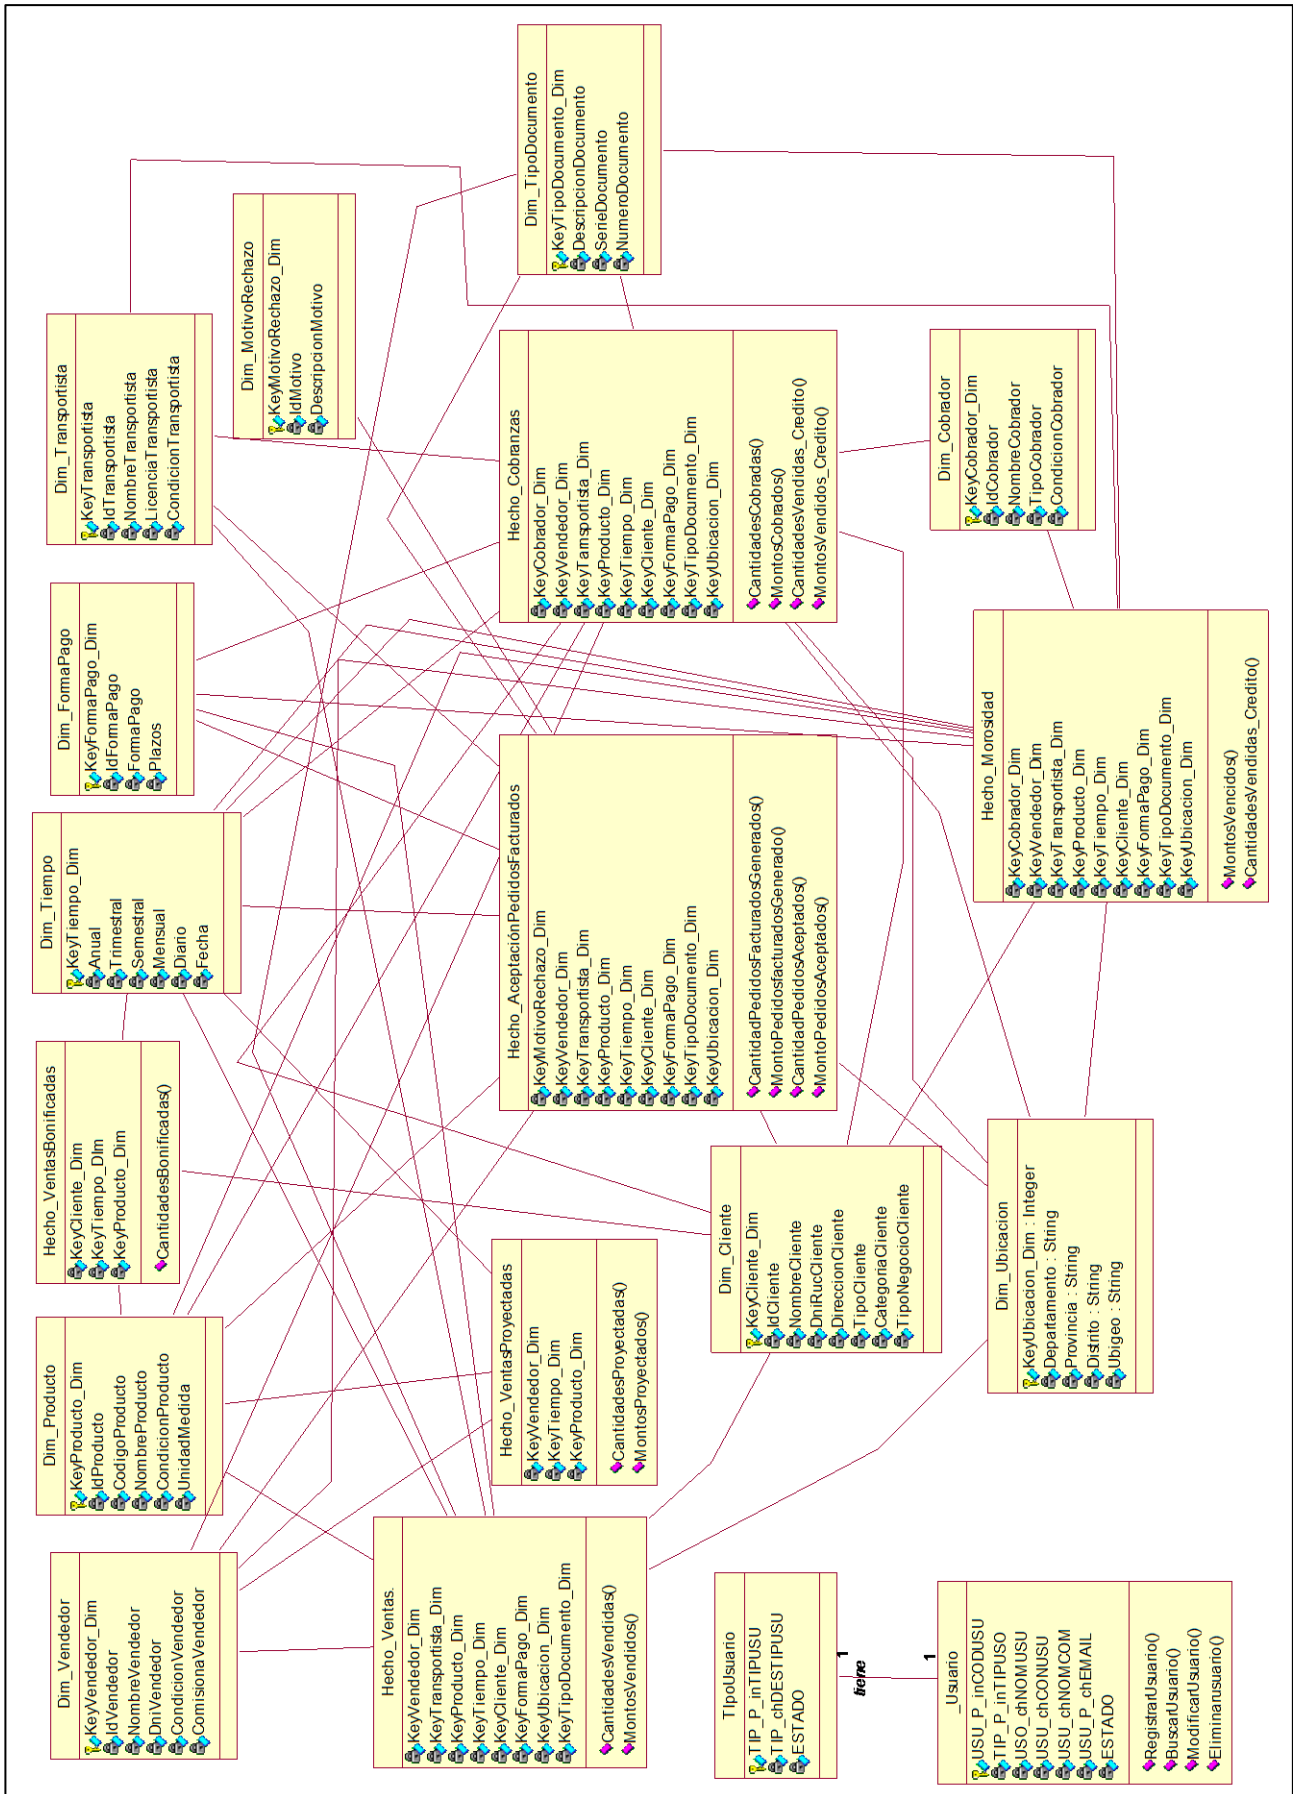 Dim_Vendedor
KeyVendedor_Dim
IdVendedor
NombreVendedor
DniVendedor
CondicionVendedor
ComisionaVendedor
Dim_Producto
KeyProducto_Dim
IdProducto
CodigoProducto
NombreProducto
CondicionProducto
UnidadMedida
Hecho_VentasBonificadas
KeyCliente_Dim
KeyTiempo_DIm
KeyProducto_Dim
CantidadesBonificadas()
Dim_Tiempo
KeyTiempo_Dim
Anual
Trimestral
Semestral
Mensual
Diario
Fecha
Dim_FormaPago
KeyFormaPago_Dim
IdFormaPago
FormaPago
Plazos
Dim_Transportista
KeyTransportista
IdTransportista
NombreTransportista
LicenciaTransportista
CondicionTransportista
Dim_MotivoRechazo
KeyMotivoRechazo_Dim
IdMotivo
DescripcionMotivo
Hecho_Ventas.
KeyVendedor_Dim
KeyTransportista_Dim
KeyProducto_Dim
KeyTiempo_Dim
KeyCliente_Dim
KeyFormaPago_Dim
KeyUbicacion_Dim
KeyTipoDocumento_Dim
CantidadesVendidas()
MontosVendidos()
Hecho_VentasProyectadas
KeyVendedor_Dim
KeyTiempo_Dim
KeyProducto_Dim
CantidadesProyectadas()
MontosProyectados()
Hecho_AceptaciónPedidosFacturados
KeyMotivoRechazo_Dim
KeyVendedor_Dim
KeyTransportista_Dim
KeyProducto_Dim
KeyTiempo_Dim
KeyCliente_Dim
KeyFormaPago_Dim
KeyTipoDocumento_Dim
KeyUbicacion_Dim
CantidadPedidosFacturadosGenerados()
MontoPedidosfacturadosGenerado()
CantidadPedidosAceptados()
MontoPedidosAceptados()
Hecho_Cobranzas
KeyCobrador_Dim
KeyVendedor_Dim
KeyTamsportista_Dim
KeyProducto_Dim
KeyTiempo_Dim
KeyCliente_Dim
KeyFormaPago_Dim
KeyTipoDocumento_Dim
KeyUbicacion_Dim
CantidadesCobradas()
MontosCobrados()
CantidadesVendidas_Credito()
MontosVendidos_Credito()
Dim_TipoDocumento
KeyTipoDocumento_Dim
DescripcionDocumento
SerieDocumento
NumeroDocumento
TIpoUsuario
TIP_P_inTIPUSU
TIP_chDESTIPUSU
ESTADO
1
tiene
1
_Usuario
USU_P_inCODUSU
TIP_P_inTIPUSO
USO_chNOMUSU
USU_chCONUSU
USU_chNOMCOM
USU_P_chEMAIL
ESTADO
RegistrarUsuario()
BuscarUsuario()
ModificarUsuario()
Eliminarusuario()
Dim_Cliente
KeyCliente_Dim
IdCliente
NombreCliente
DniRucCliente
DireccionCliente
TipoCliente
CategoriaCliente
TipoNegocioCliente
Dim_Ubicacion
KeyUbicacion_Dim : Integer
Departamento : String
Provincia : String
Distrito : String
Ubigeo : String
Hecho_Morosidad
KeyCobrador_Dim
KeyVendedor_Dim
KeyTransportista_Dim
KeyProducto_Dim
KeyTiempo_Dim
KeyCliente_Dim
KeyFormaPago_Dim
KeyTipoDocumento_Dim
KeyUbicacion_Dim
MontosVencidos()
CantidadesVendidas_Credito()
Dim_Cobrador
KeyCobrador_Dim
IdCobrador
NombreCobrador
TipoCobrador
CondicionCobrador